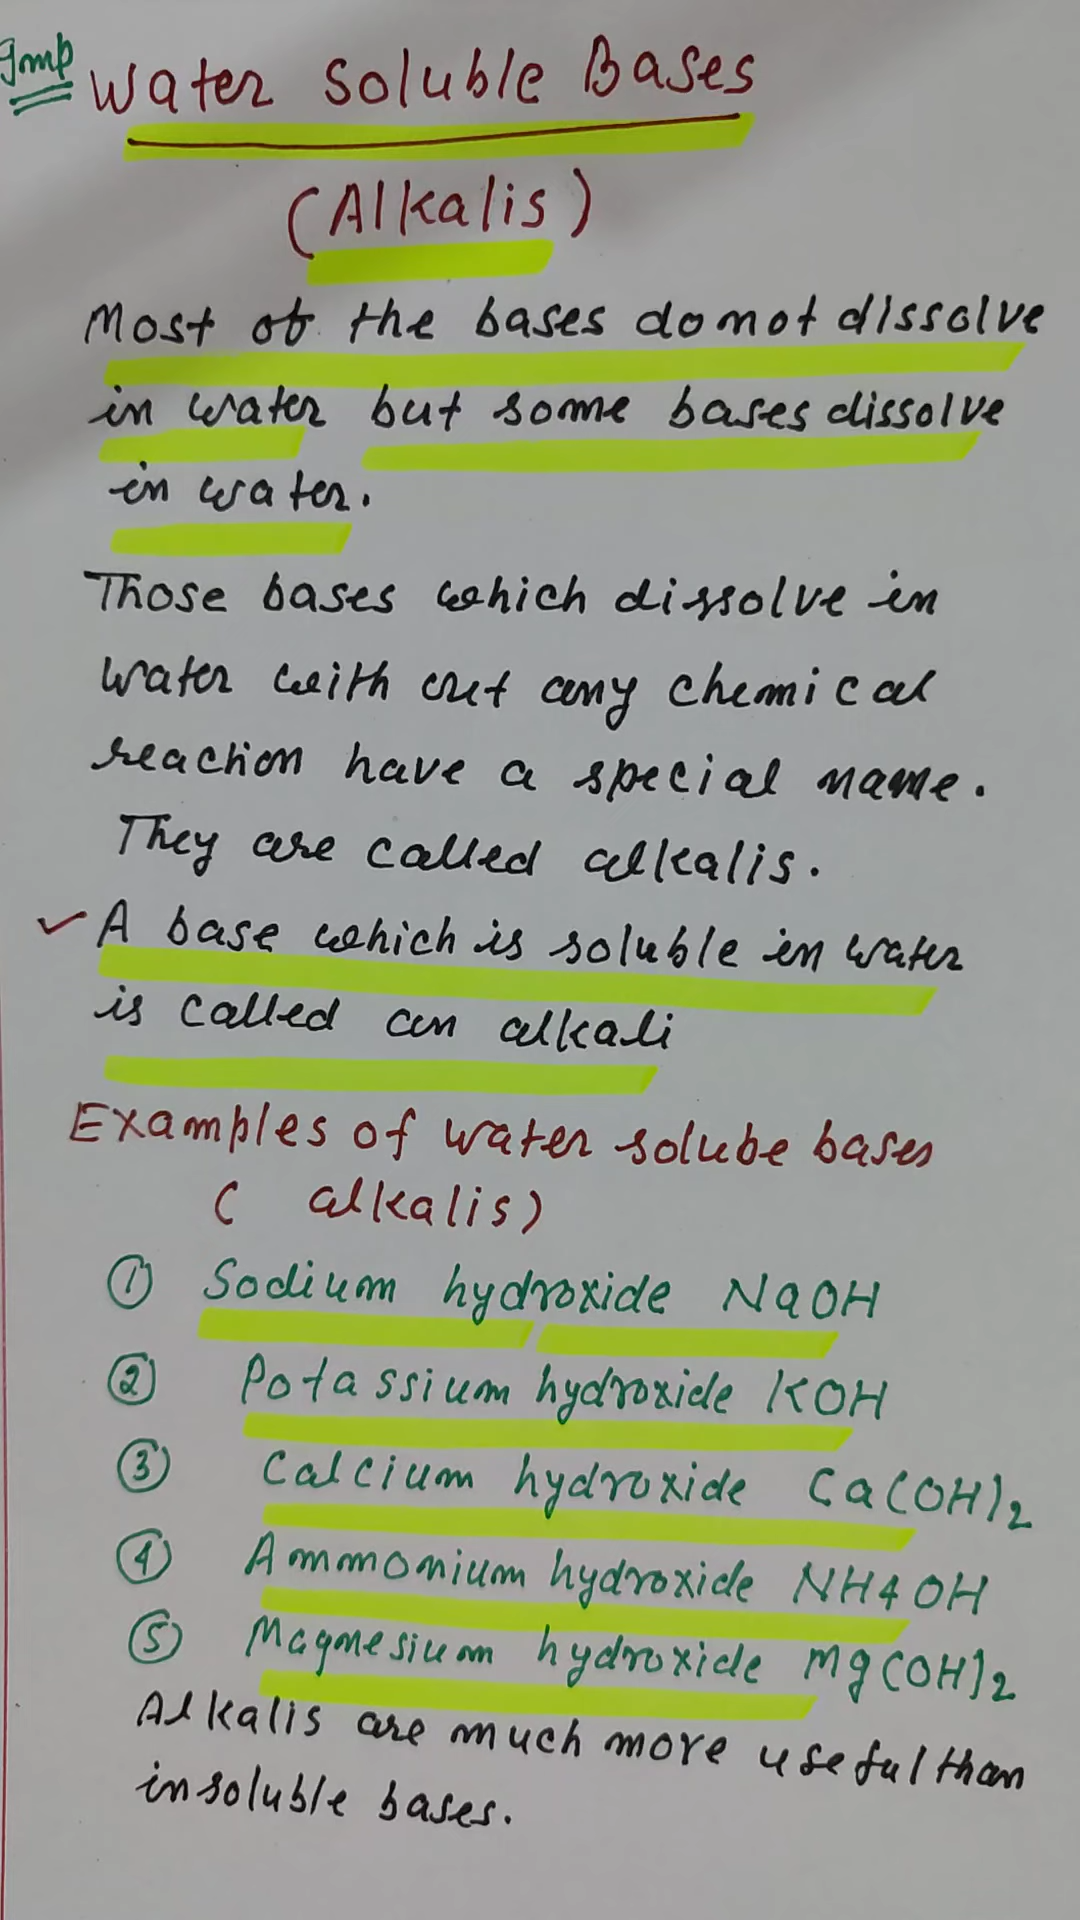 Imp
Water Soluble Bases
(Alkalis)
Most of the bases do not dissolve
in water but some bases dissolve
in water.
Those bases which dissolve in
water with out any chemical
reaction have a special name.
They are called alkalis.
✓ A base which is soluble in water
is called an alkali
Examples of water solube bases
( alkalis)
① Sodium hydroxide NaOH
② Potassium hydroxide KOH
③ Calcium hydroxide Ca(OH)2
④ Ammonium hydroxide NH4OH
⑤ Magnesium hydroxide Mg(OH)2
Alkalis are much more useful than
insoluble bases.